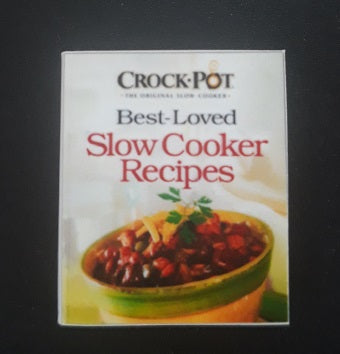 CROCK·POT
·THE ORIGINAL SLOW COOKER·
Best-Loved
Slow Cooker
Recipes